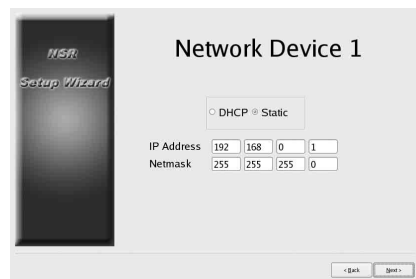 NSR
Setup Wizard
Network Device 1
DHCP Static
IP Address 192 168 0 1
Netmask 255 255 255 0
< Back Next >